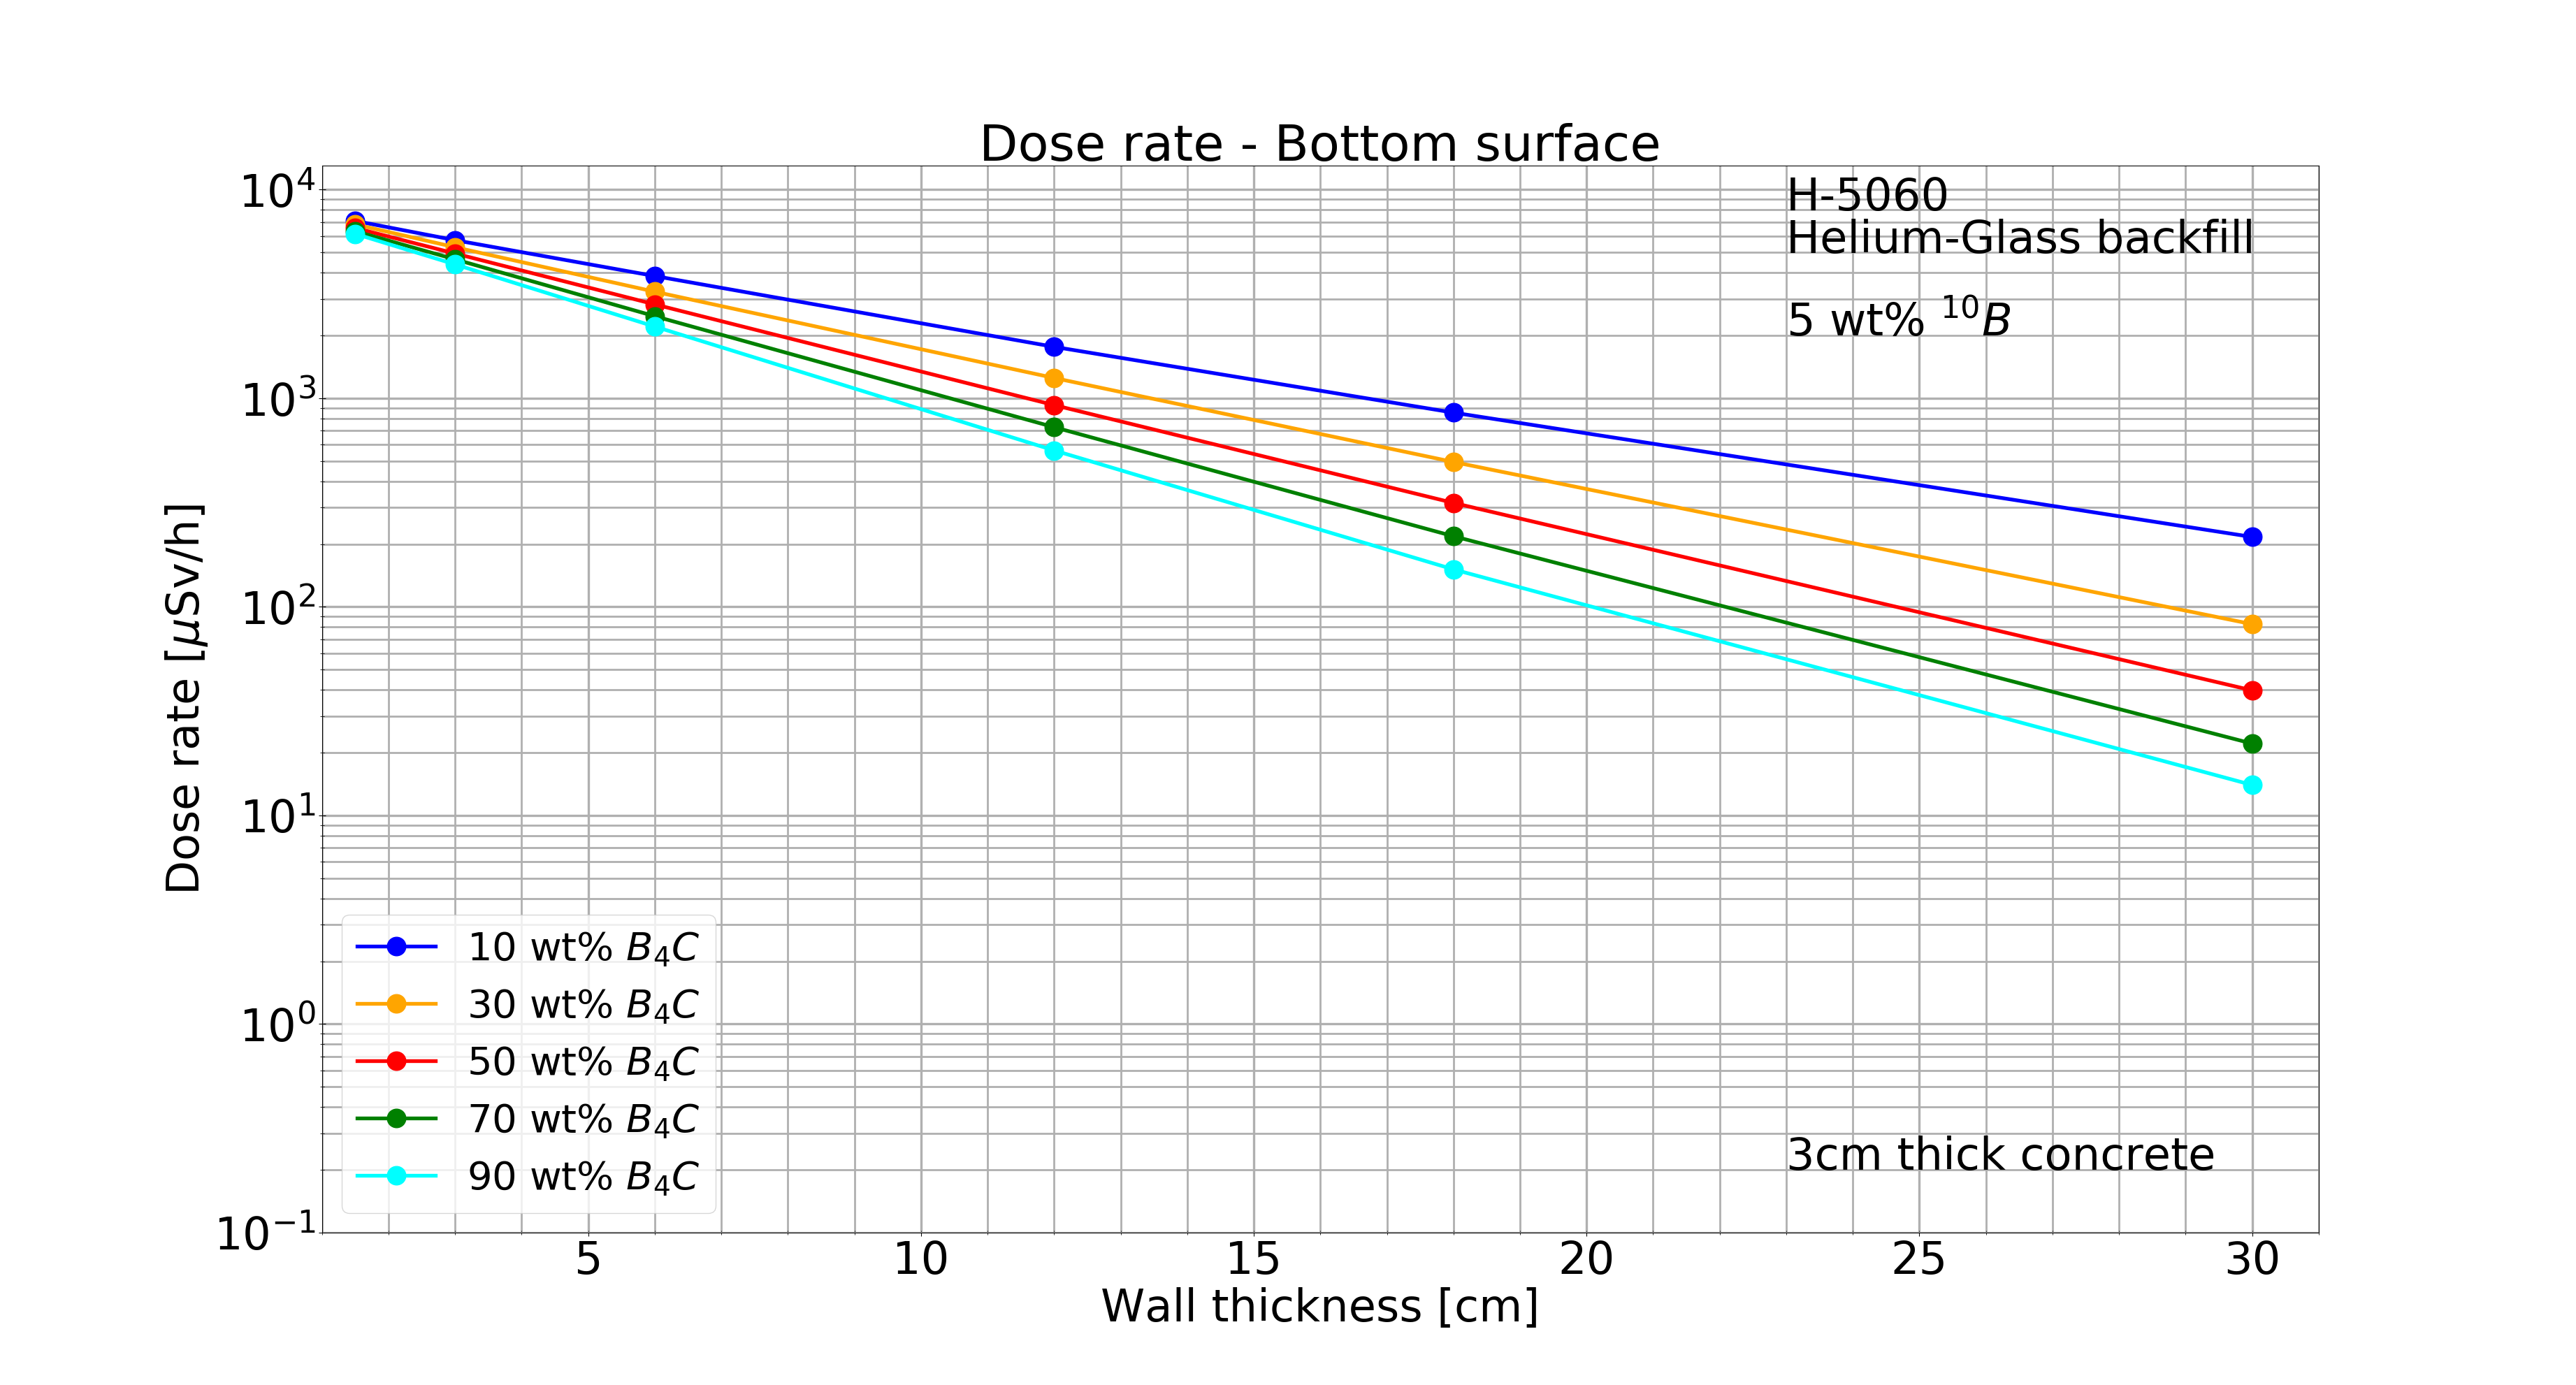 Dose rate - Bottom surface
H-5060
Helium-Glass backfill
5 wt% ¹⁰B
3cm thick concrete
Dose rate [μSv/h]
10⁴
10³
10²
10¹
10⁰
10⁻¹
10 wt% B₄C
30 wt% B₄C
50 wt% B₄C
70 wt% B₄C
90 wt% B₄C
5 10 15 20 25 30
Wall thickness [cm]